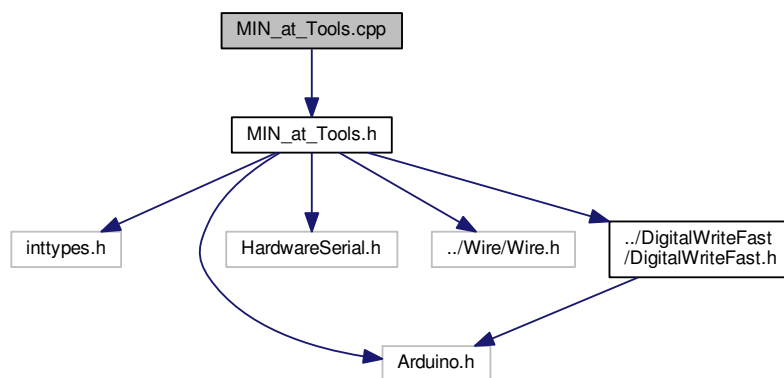 MIN_at_Tools.cpp
MIN_at_Tools.h
inttypes.h
HardwareSerial.h
../Wire/Wire.h
../DigitalWriteFast
/DigitalWriteFast.h
Arduino.h